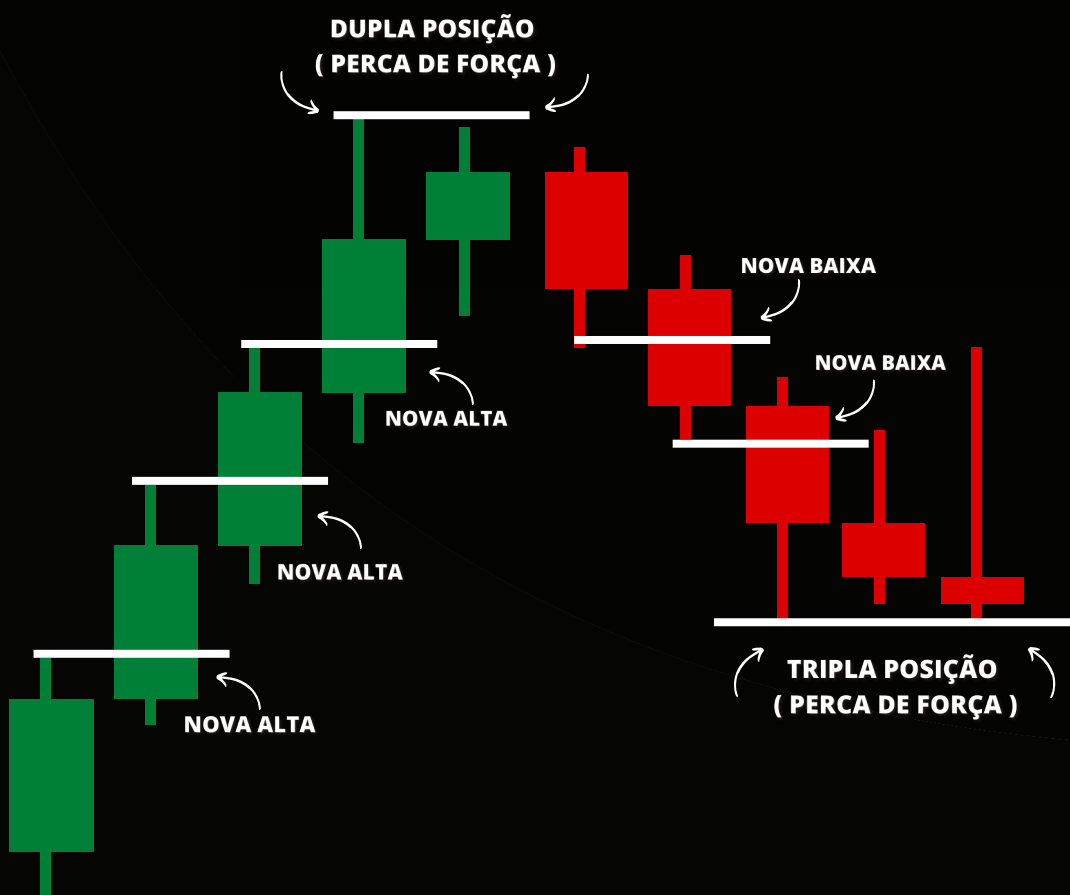 DUPLA POSIÇÃO
( PERCA DE FORÇA )
NOVA BAIXA
NOVA BAIXA
NOVA ALTA
NOVA ALTA
NOVA ALTA
TRIPLA POSIÇÃO
( PERCA DE FORÇA )